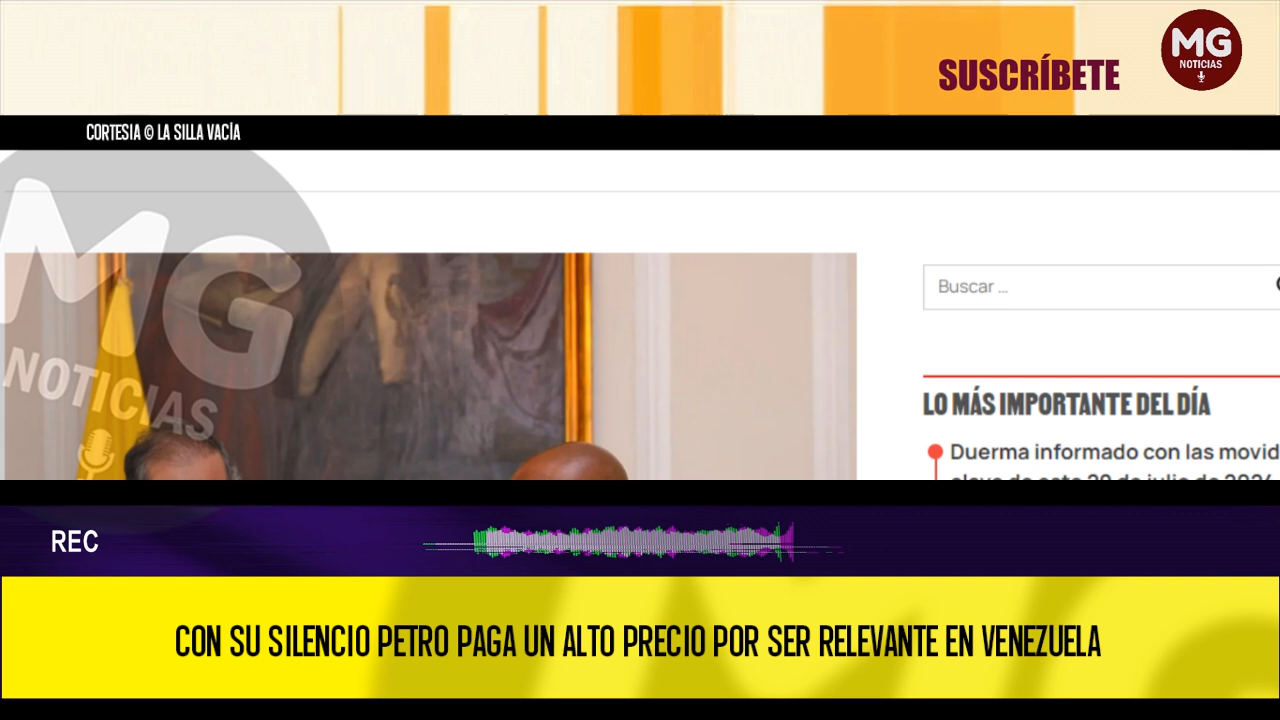 SUSCRÍBETE
MG
NOTICIAS
CORTESIA © LA SILLA VACÍA
MG
NOTICIAS
Buscar ...
LO MÁS IMPORTANTE DEL DÍA
Duerma informado con las movid
REC
CON SU SILENCIO PETRO PAGA UN ALTO PRECIO POR SER RELEVANTE EN VENEZUELA